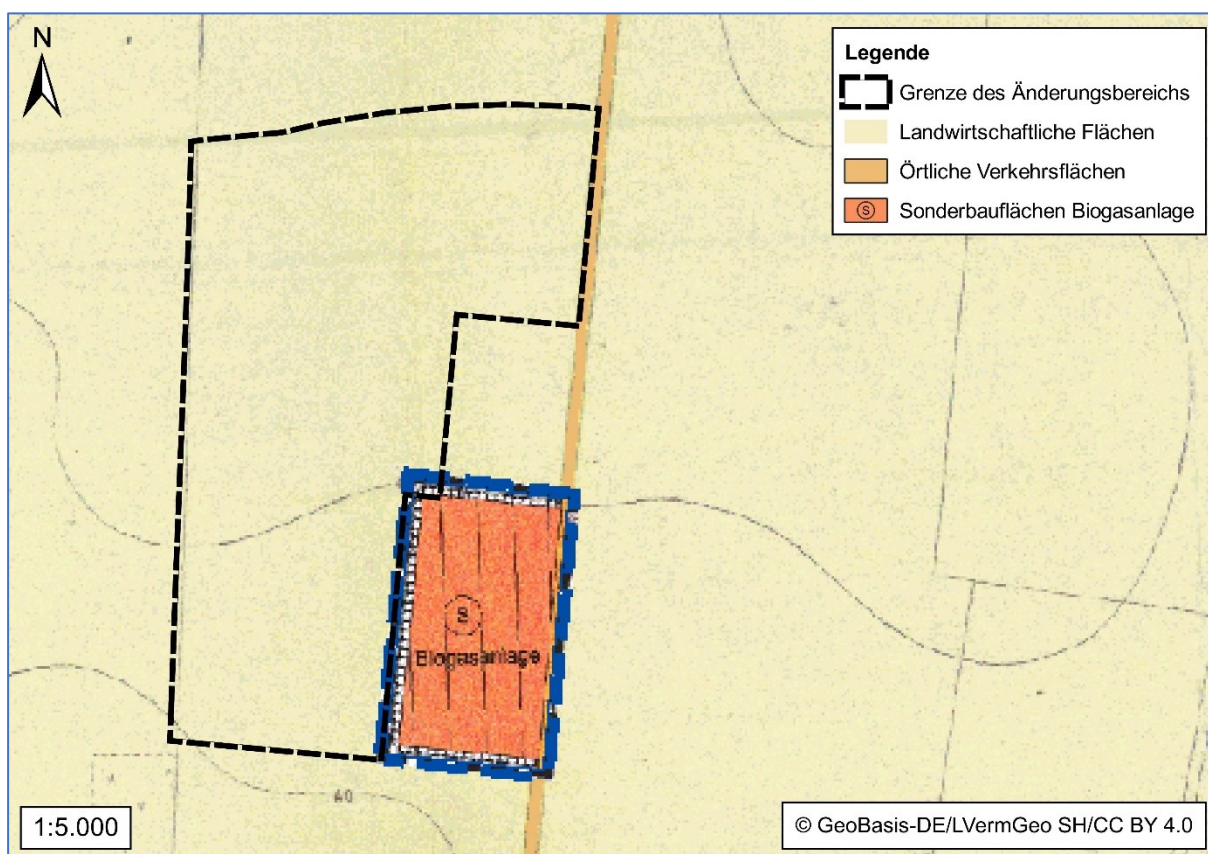 N
Legende
Grenze des Änderungsbereichs
Landwirtschaftliche Flächen
Örtliche Verkehrsflächen
S
Sonderbauflächen Biogasanlage
S
Biogasanlage
40
1:5.000
© GeoBasis-DE/LVermGeo SH/CC BY 4.0